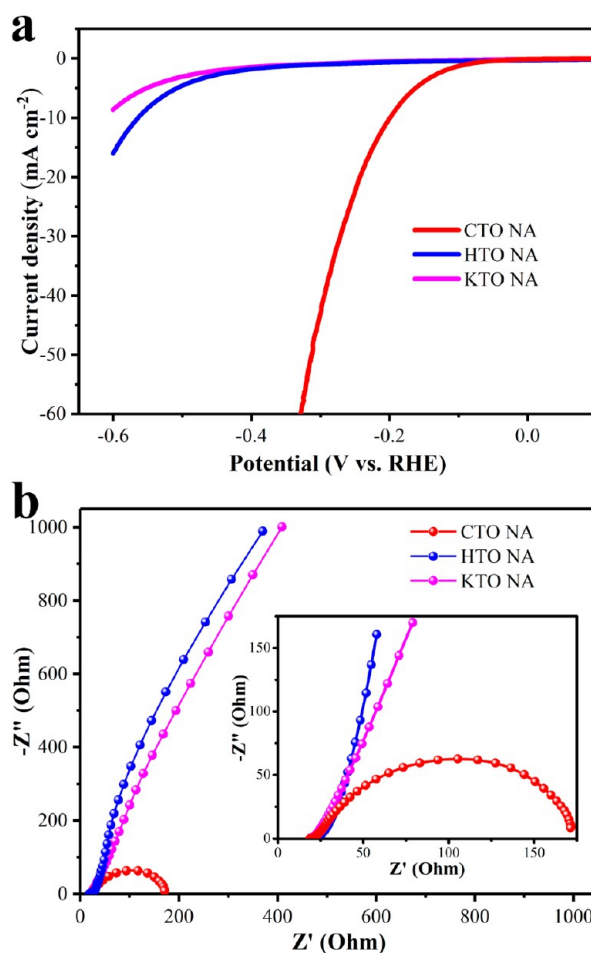 a
0
-10
-20
-30
-40
-50
-60
Current density (mA cm⁻²)
CTO NA
HTO NA
KTO NA
-0.6 -0.4 -0.2 0.0
Potential (V vs. RHE)
b
1000
800
600
400
200
0
-Z'' (Ohm)
CTO NA
HTO NA
KTO NA
150
100
50
0
-Z'' (Ohm)
50 100 150
Z' (Ohm)
0 200 400 600 800 1000
Z' (Ohm)